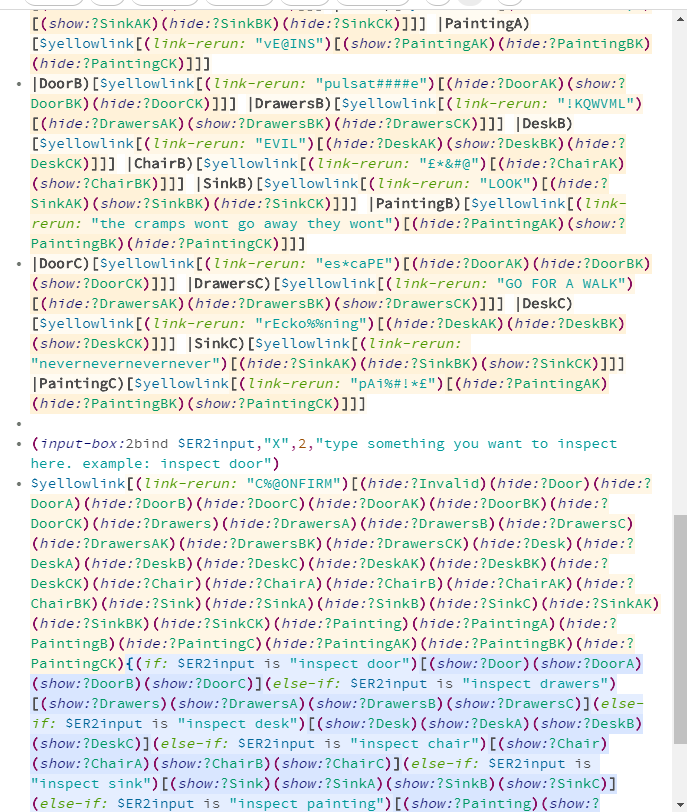 [(show:?SinkAK)(hide:?SinkBK)(hide:?SinkCK)]]] |PaintingA)
[$yellowlink[(link-rerun: "vE@INS")[(show:?PaintingAK)(hide:?PaintingBK)
(hide:?PaintingCK)]]]
|DoorB)[$yellowlink[(link-rerun: "pulsat####e")[(hide:?DoorAK)(show:?
DoorBK)(hide:?DoorCK)]]] |DrawersB)[$yellowlink[(link-rerun: "!KQWVML")
[(hide:?DrawersAK)(show:?DrawersBK)(hide:?DrawersCK)]]] |DeskB)
[$yellowlink[(link-rerun: "EVIL")[(hide:?DeskAK)(show:?DeskBK)(hide:?
DeskCK)]]] |ChairB)[$yellowlink[(link-rerun: "£*&#@")[(hide:?ChairAK)
(show:?ChairBK)]]] |SinkB)[$yellowlink[(link-rerun: "LOOK")[(hide:?
SinkAK)(show:?SinkBK)(hide:?SinkCK)]]] |PaintingB)[$yellowlink[(link-
rerun: "the cramps wont go away they wont")[(hide:?PaintingAK)(show:?
PaintingBK)(hide:?PaintingCK)]]]
|DoorC)[$yellowlink[(link-rerun: "es*caPE")[(hide:?DoorAK)(hide:?DoorBK)
(show:?DoorCK)]]] |DrawersC)[$yellowlink[(link-rerun: "GO FOR A WALK")
[(hide:?DrawersAK)(hide:?DrawersBK)(show:?DrawersCK)]]] |DeskC)
[$yellowlink[(link-rerun: "rEcko%%ning")[(hide:?DeskAK)(hide:?DeskBK)
(show:?DeskCK)]]] |SinkC)[$yellowlink[(link-rerun:
"nevernevernevernever")[(hide:?SinkAK)(hide:?SinkBK)(show:?SinkCK)]]]
|PaintingC)[$yellowlink[(link-rerun: "pAi%#!*£")[(hide:?PaintingAK)
(hide:?PaintingBK)(show:?PaintingCK)]]]
(input-box:2bind $ER2input,"X",2,"type something you want to inspect
here. example: inspect door")
$yellowlink[(link-rerun: "C%@ONFIRM")[(hide:?Invalid)(hide:?Door)(hide:?
DoorA)(hide:?DoorB)(hide:?DoorC)(hide:?DoorAK)(hide:?DoorBK)(hide:?
DoorCK)(hide:?Drawers)(hide:?DrawersA)(hide:?DrawersB)(hide:?DrawersC)
(hide:?DrawersAK)(hide:?DrawersBK)(hide:?DrawersCK)(hide:?Desk)(hide:?
DeskA)(hide:?DeskB)(hide:?DeskC)(hide:?DeskAK)(hide:?DeskBK)(hide:?
DeskCK)(hide:?Chair)(hide:?ChairA)(hide:?ChairB)(hide:?ChairAK)(hide:?
ChairBK)(hide:?Sink)(hide:?SinkA)(hide:?SinkB)(hide:?SinkC)(hide:?SinkAK)
(hide:?SinkBK)(hide:?SinkCK)(hide:?Painting)(hide:?PaintingA)(hide:?
PaintingB)(hide:?PaintingC)(hide:?PaintingAK)(hide:?PaintingBK)(hide:?
PaintingCK){(if: $ER2input is "inspect door")[(show:?Door)(show:?DoorA)
(show:?DoorB)(show:?DoorC)](else-if: $ER2input is "inspect drawers")
[(show:?Drawers)(show:?DrawersA)(show:?DrawersB)(show:?DrawersC)](else-
if: $ER2input is "inspect desk")[(show:?Desk)(show:?DeskA)(show:?DeskB)
(show:?DeskC)](else-if: $ER2input is "inspect chair")[(show:?Chair)
(show:?ChairA)(show:?ChairB)(show:?ChairC)](else-if: $ER2input is
"inspect sink")[(show:?Sink)(show:?SinkA)(show:?SinkB)(show:?SinkC)]
(else-if: $ER2input is "inspect painting")[(show:?Painting)(show:?